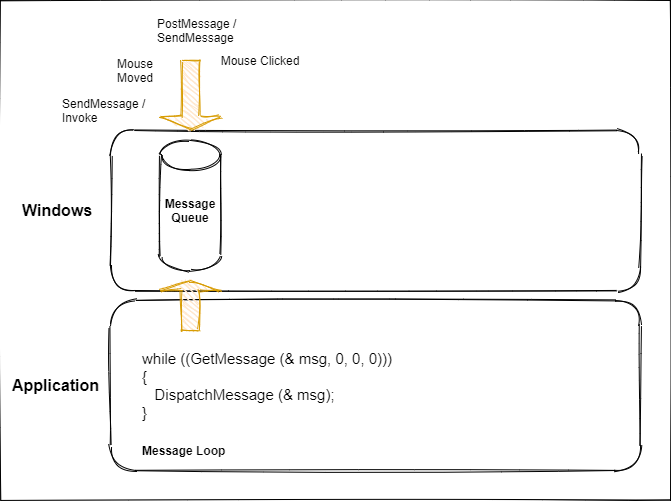 PostMessage /
SendMessage
Mouse
Moved
Mouse Clicked
SendMessage /
Invoke
Windows
Message
Queue
Application
while ((GetMessage (& msg, 0, 0, 0)))
{
DispatchMessage (& msg);
}
Message Loop